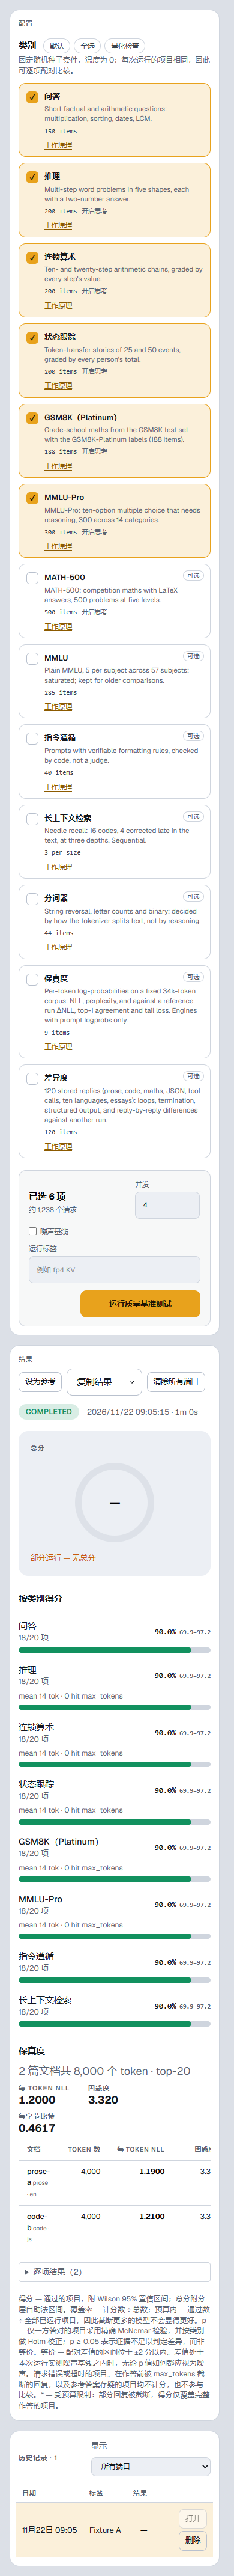 配置
类别 默认 全选 量化检查
固定随机种子套件，温度为 0；每次运行的项目相同，因此
可逐项配对比较。
问答
Short factual and arithmetic questions:
multiplication, sorting, dates, LCM.
150 items
工作原理
推理
Multi-step word problems in five shapes, each
with a two-number answer.
200 items 开启思考
工作原理
连锁算术
Ten- and twenty-step arithmetic chains, graded by
every step's value.
200 items 开启思考
工作原理
状态跟踪
Token-transfer stories of 25 and 50 events,
graded by every person's total.
200 items 开启思考
工作原理
GSM8K（Platinum）
Grade-school maths from the GSM8K test set
with the GSM8K-Platinum labels (188 items).
188 items 开启思考
工作原理
MMLU-Pro
MMLU-Pro: ten-option multiple choice that needs
reasoning, 300 across 14 categories.
300 items 开启思考
工作原理
MATH-500 可选
MATH-500: competition maths with LaTeX
answers, 500 problems at five levels.
500 items 开启思考
工作原理
MMLU 可选
Plain MMLU, 5 per subject across 57 subjects:
saturated; kept for older comparisons.
285 items
工作原理
指令遵循 可选
Prompts with verifiable formatting rules, checked
by code, not a judge.
40 items
工作原理
长上下文检索 可选
Needle recall: 16 codes, 4 corrected late in the
text, at three depths. Sequential.
3 per size
工作原理
分词器 可选
String reversal, letter counts and binary: decided
by how the tokenizer splits text, not by reasoning.
44 items
工作原理
保真度 可选
Per-token log-probabilities on a fixed 34k-token
corpus: NLL, perplexity, and against a reference
run ΔNLL, top-1 agreement and tail loss. Engines
with prompt logprobs only.
9 items
工作原理
差异度 可选
120 stored replies (prose, code, maths, JSON, tool
calls, ten languages, essays): loops, termination,
structured output, and reply-by-reply differences
against another run.
120 items
工作原理
已选 6 项
约 1,238 个请求
并发
4
噪声基线
运行标签
例如 fp4 KV
运行质量基准测试
结果
设为参考 复制结果 清除所有端口
COMPLETED 2026/11/22 09:05:15 · 1m 0s
总分
–
部分运行 — 无总分
按类别得分
问答
18/20 项
90.0% 69.9–97.2
推理
18/20 项
90.0% 69.9–97.2
mean 14 tok · 0 hit max_tokens
连锁算术
18/20 项
90.0% 69.9–97.2
mean 14 tok · 0 hit max_tokens
状态跟踪
18/20 项
90.0% 69.9–97.2
mean 14 tok · 0 hit max_tokens
GSM8K（Platinum）
18/20 项
90.0% 69.9–97.2
mean 14 tok · 0 hit max_tokens
MMLU-Pro
18/20 项
90.0% 69.9–97.2
mean 14 tok · 0 hit max_tokens
指令遵循
18/20 项
90.0% 69.9–97.2
长上下文检索
18/20 项
90.0% 69.9–97.2
保真度
2 篇文档共 8,000 个 token · top-20
每 TOKEN NLL 困惑度
1.2000 3.320
每字节比特
0.4617
文档 TOKEN 数 每 TOKEN NLL 困惑
prose-a prose · en 4,000 1.1900 3.3
code-b code · js 4,000 1.2100 3.3
逐项结果（2）
得分 — 通过的项目，附 Wilson 95% 置信区间；总分附分
层自助法区间。覆盖率 — 计分数 ÷ 总数；预算内 — 通过数
÷ 全部已运行项目，因此截断更多的模型不会显得更好。p
— 仅一方答对的项目采用精确 McNemar 检验，并按类别
做 Holm 校正；p ≥ 0.05 表示证据不足以判定差异，而非
等价。等价 — 配对差值的区间位于 ±2 分以内。差值处于
本次运行实测噪声基线之内时，无论 p 值如何都应视为噪
声。请求错误或超时的项目、在作答前被 max_tokens 截
断的回复，以及参考答案存疑的项目均不计分，也不参与
比较。* — 受预算限制：部分回复被截断，得分仅覆盖完整
作答的项目。
历史记录 · 1
显示
所有端口
日期 标签 结果
11月22日 09:05 Fixture A – 打开
删除